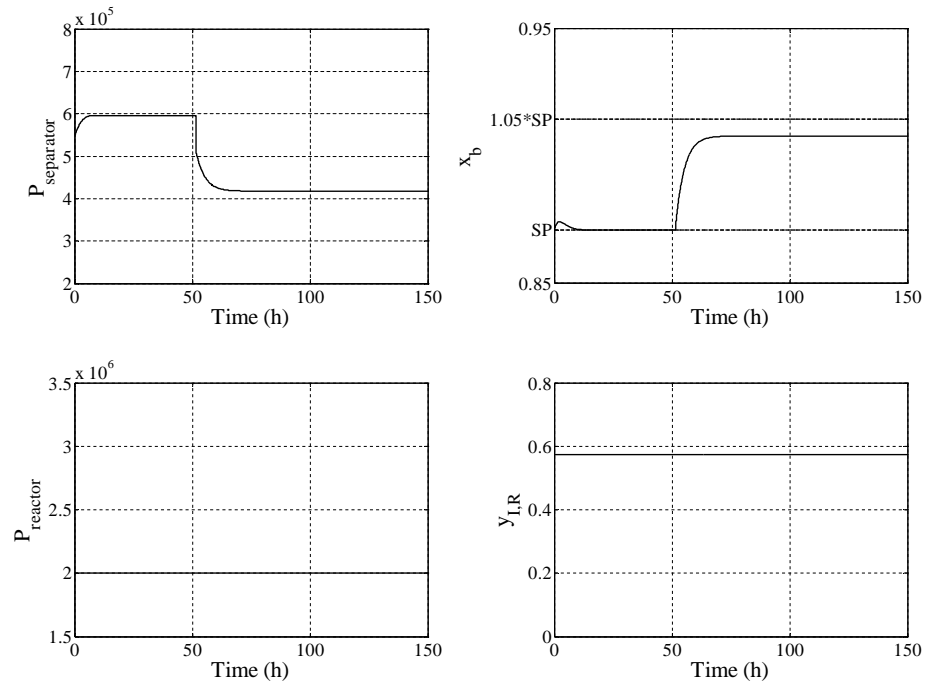 x 10^5
8
7
6
5
4
3
2
0 50 100 150
Time (h)
P_separator
0.95
1.05*SP
SP
0.85
0 50 100 150
Time (h)
x_b
x 10^6
3.5
3
2.5
2
1.5
0 50 100 150
Time (h)
P_reactor
0.8
0.6
0.4
0.2
0
0 50 100 150
Time (h)
y_I,R